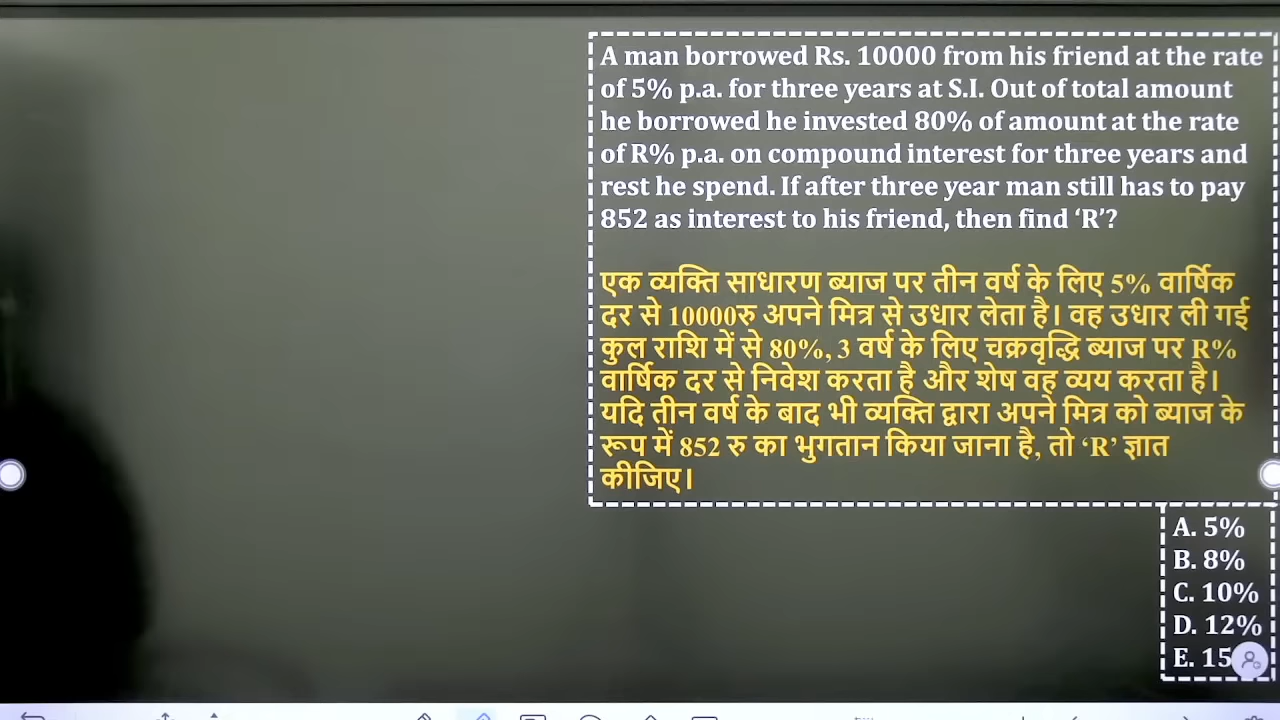 A man borrowed Rs. 10000 from his friend at the rate
of 5% p.a. for three years at S.I. Out of total amount
he borrowed he invested 80% of amount at the rate
of R% p.a. on compound interest for three years and
rest he spend. If after three year man still has to pay
852 as interest to his friend, then find ‘R’?
एक व्यक्ति साधारण ब्याज पर तीन वर्ष के लिए 5% वार्षिक
दर से 10000रु अपने मित्र से उधार लेता है। वह उधार ली गई
कुल राशि में से 80%, 3 वर्ष के लिए चक्रवृद्धि ब्याज पर R%
वार्षिक दर से निवेश करता है और शेष वह व्यय करता है।
यदि तीन वर्ष के बाद भी व्यक्ति द्वारा अपने मित्र को ब्याज के
रूप में 852 रु का भुगतान किया जाना है, तो ‘R’ ज्ञात
कीजिए।
A. 5%
B. 8%
C. 10%
D. 12%
E. 15